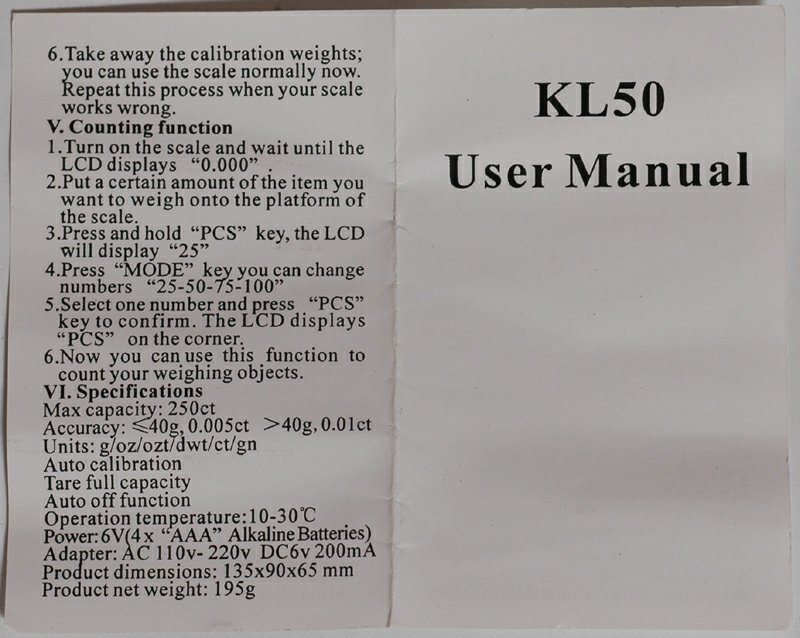 6.Take away the calibration weights;
you can use the scale normally now.
Repeat this process when your scale
works wrong.
V. Counting function
1.Turn on the scale and wait until the
LCD displays “0.000” .
2.Put a certain amount of the item you
want to weigh onto the platform of
the scale.
3.Press and hold “PCS” key, the LCD
will display “25”
4.Press “MODE” key you can change
numbers “25-50-75-100”
5.Select one number and press “PCS”
key to confirm. The LCD displays
“PCS” on the corner.
6.Now you can use this function to
count your weighing objects.
VI. Specifications
Max capacity: 250ct
Accuracy: ≤40g, 0.005ct >40g, 0.01ct
Units: g/oz/ozt/dwt/ct/gn
Auto calibration
Tare full capacity
Auto off function
Operation temperature:10-30℃
Power: 6V(4 x “AAA” Alkaline Batteries)
Adapter: AC 110v- 220v DC6v 200mA
Product dimensions: 135x90x65 mm
Product net weight: 195g
KL50
User Manual